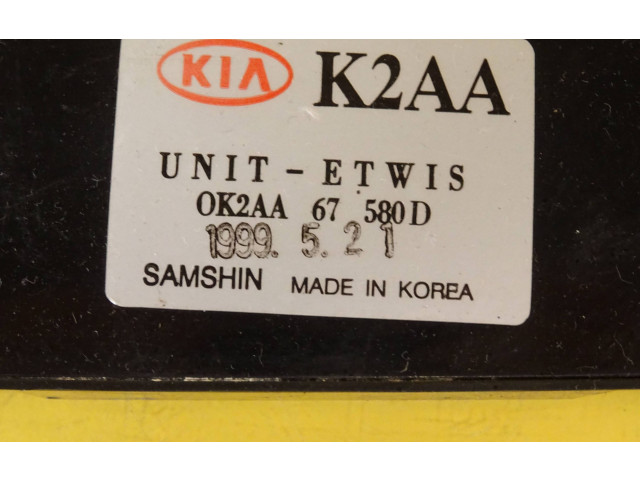 KIA K2AA
UNIT - ETWIS
OK2AA 67 580D
1999. 5. 21
SAMSHIN MADE IN KOREA